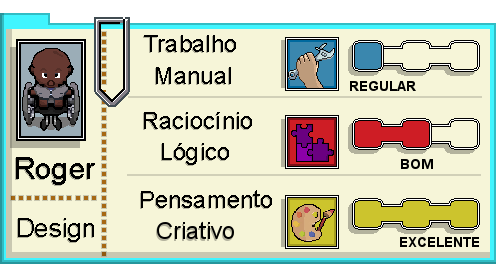 Roger
Design
Trabalho
Manual
REGULAR
Raciocínio
Lógico
BOM
Pensamento
Criativo
EXCELENTE